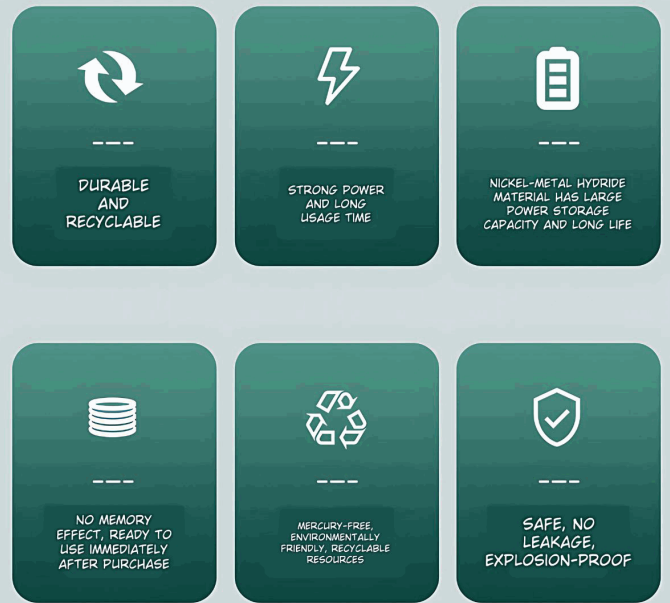 DURABLE
AND
RECYCLABLE
STRONG POWER
AND LONG
USAGE TIME
NICKEL-METAL HYDRIDE
MATERIAL HAS LARGE
POWER STORAGE
CAPACITY AND LONG LIFE
NO MEMORY
EFFECT, READY TO
USE IMMEDIATELY
AFTER PURCHASE
MERCURY-FREE,
ENVIRONMENTALLY
FRIENDLY, RECYCLABLE
RESOURCES
SAFE, NO
LEAKAGE,
EXPLOSION-PROOF